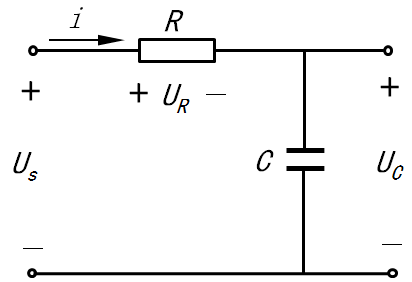 i R
+ + U_R − +
U_s C U_C
− −